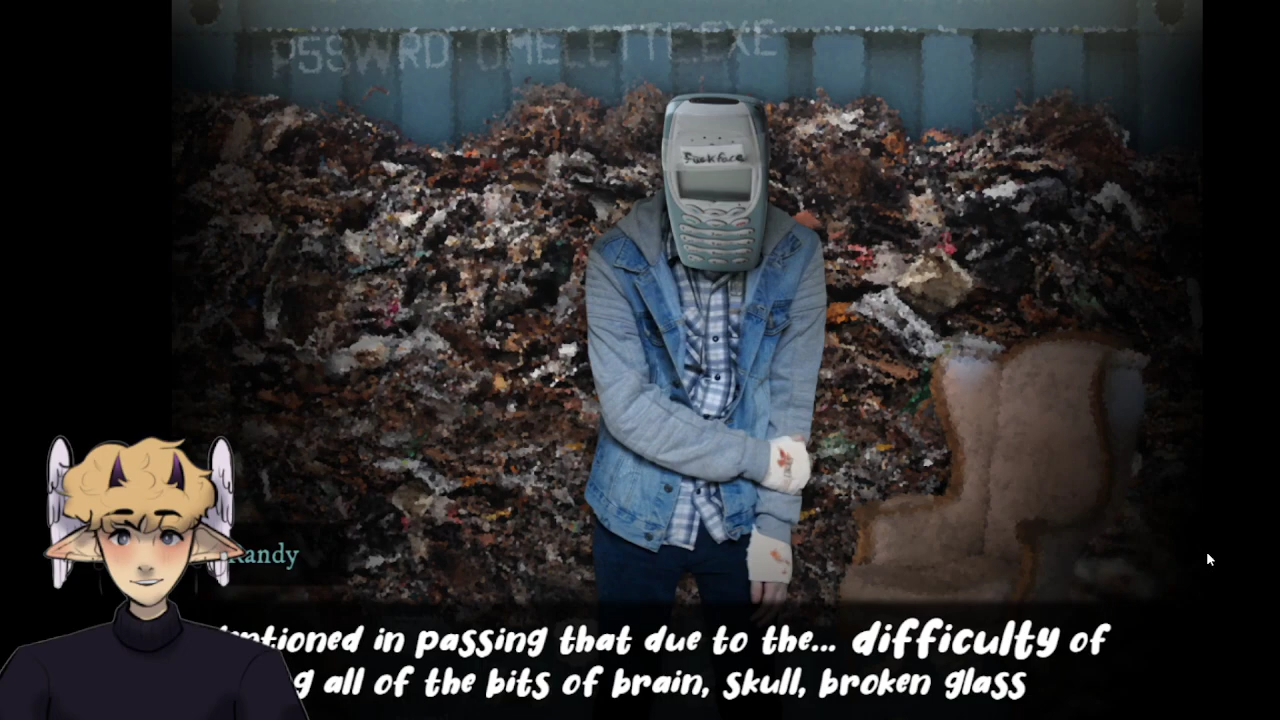 P5SWRD: OMELETTE.EXE
Fuckface
Randy
mentioned in passing that due to the... difficulty of
g all of the bits of brain, skull, broken glass